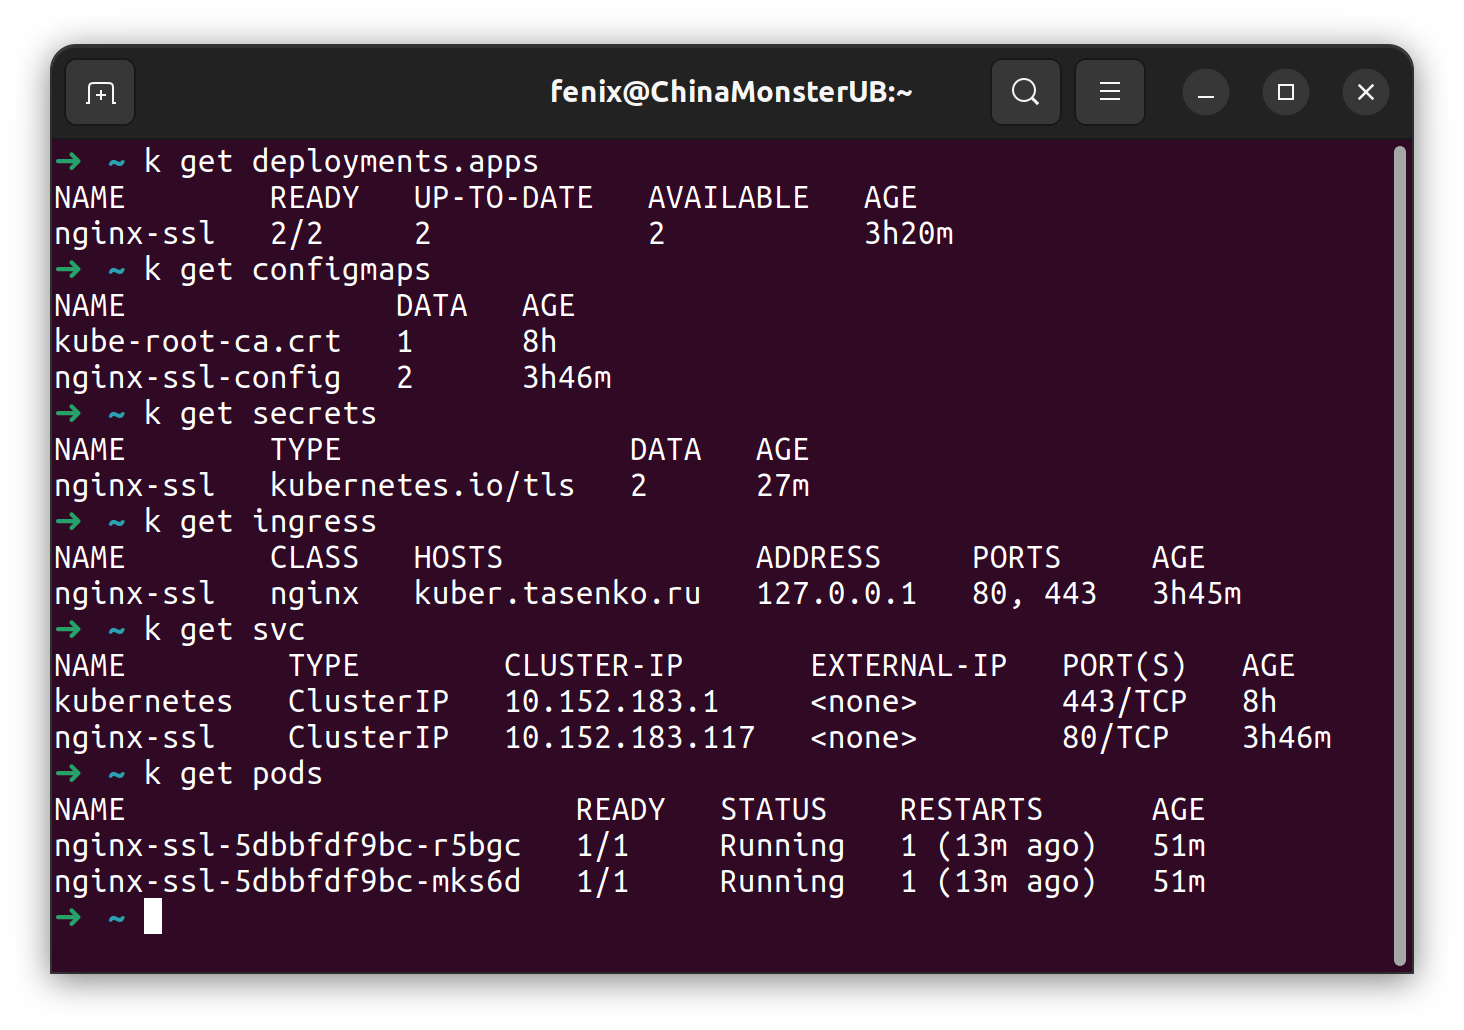 fenix@ChinaMonsterUB:~
➜  ~ k get deployments.apps
NAME        READY   UP-TO-DATE   AVAILABLE   AGE
nginx-ssl   2/2     2            2           3h20m
➜  ~ k get configmaps
NAME               DATA   AGE
kube-root-ca.crt   1      8h
nginx-ssl-config   2      3h46m
➜  ~ k get secrets
NAME        TYPE                DATA   AGE
nginx-ssl   kubernetes.io/tls   2      27m
➜  ~ k get ingress
NAME        CLASS   HOSTS              ADDRESS     PORTS     AGE
nginx-ssl   nginx   kuber.tasenko.ru   127.0.0.1   80, 443   3h45m
➜  ~ k get svc
NAME         TYPE        CLUSTER-IP       EXTERNAL-IP   PORT(S)   AGE
kubernetes   ClusterIP   10.152.183.1     <none>        443/TCP   8h
nginx-ssl    ClusterIP   10.152.183.117   <none>        80/TCP    3h46m
➜  ~ k get pods
NAME                         READY   STATUS    RESTARTS      AGE
nginx-ssl-5dbbfdf9bc-r5bgc   1/1     Running   1 (13m ago)   51m
nginx-ssl-5dbbfdf9bc-mks6d   1/1     Running   1 (13m ago)   51m
➜  ~